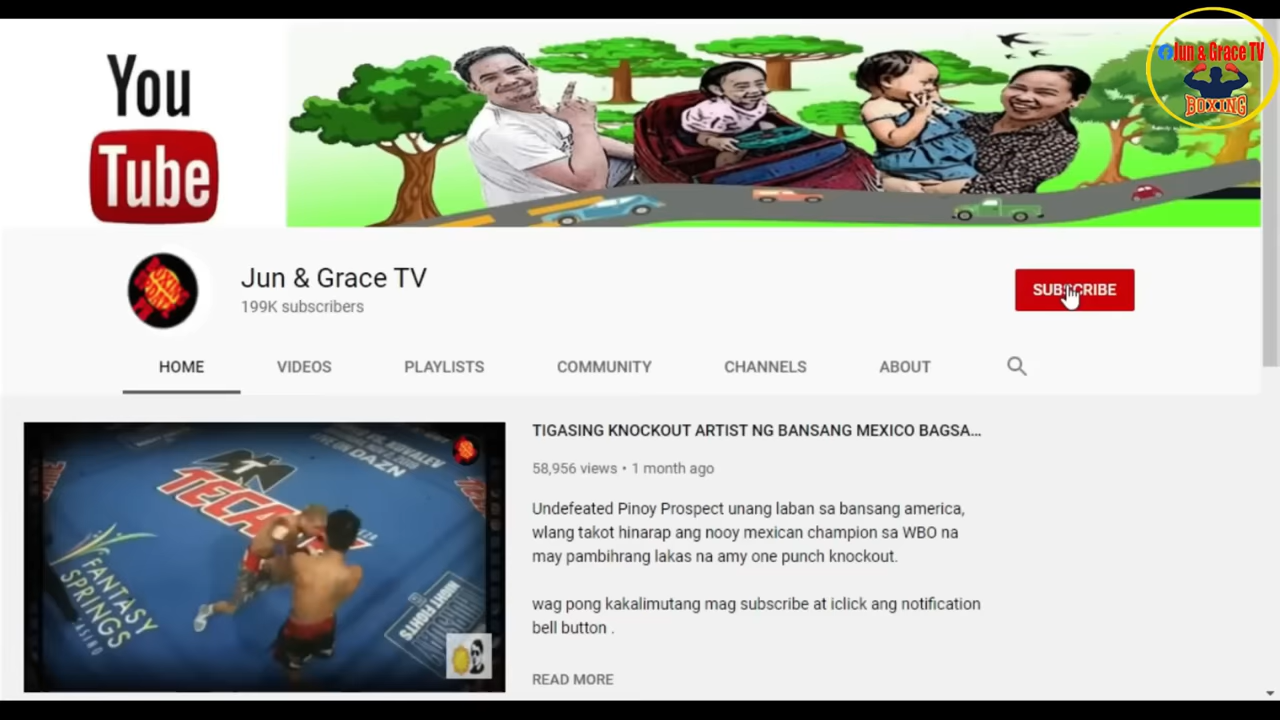 You
Tube
Jun & Grace TV
BOXING
Jun & Grace TV
199K subscribers
SUBSCRIBE
HOME
VIDEOS
PLAYLISTS
COMMUNITY
CHANNELS
ABOUT
TIGASING KNOCKOUT ARTIST NG BANSANG MEXICO BAGSA...
58,956 views • 1 month ago
Undefeated Pinoy Prospect unang laban sa bansang america,
wlang takot hinarap ang nooy mexican champion sa WBO na
may pambihrang lakas na amy one punch knockout.
wag pong kakalimutang mag subscribe at iclick ang notification
bell button .
READ MORE
KOVALEV
DAZN
TECA
FANTASY
SPRINGS